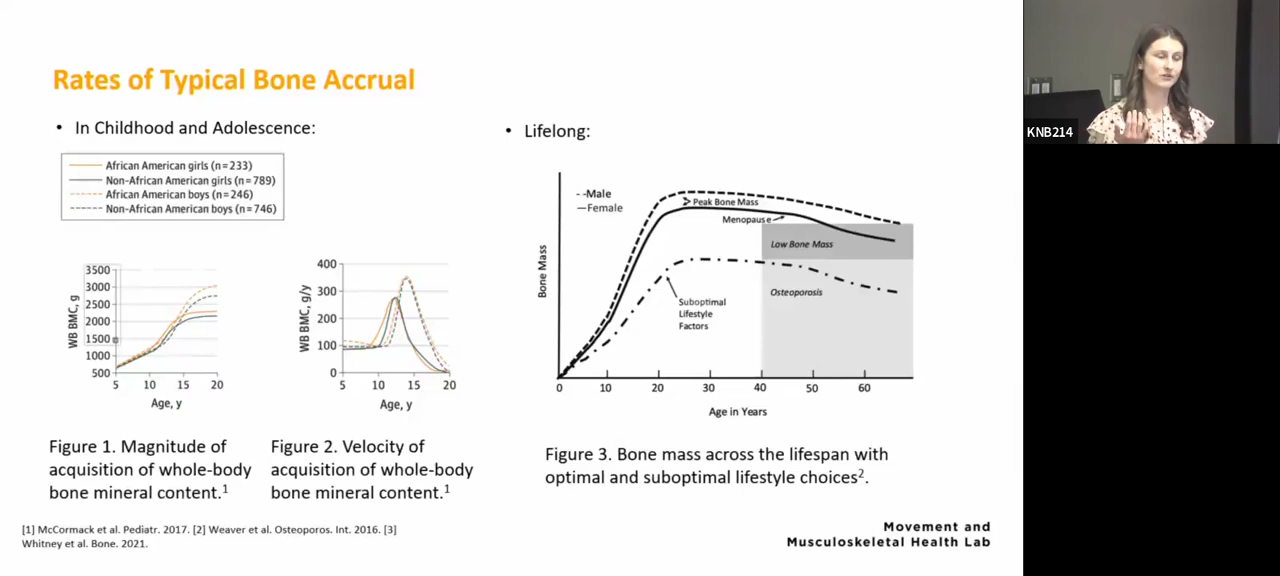 Rates of Typical Bone Accrual
• In Childhood and Adolescence:
African American girls (n=233)
Non-African American girls (n=789)
African American boys (n=246)
Non-African American boys (n=746)
WB BMC, g
3500
3000
2500
2000
1500
1000
500
5 10 15 20
Age, y
WB BMC, g/y
400
300
200
100
0
5 10 15 20
Age, y
Figure 1. Magnitude of
acquisition of whole-body
bone mineral content.1
Figure 2. Velocity of
acquisition of whole-body
bone mineral content.1
• Lifelong:
Male
Female
Peak Bone Mass
Menopause
Low Bone Mass
Osteoporosis
Suboptimal
Lifestyle
Factors
Bone Mass
0 10 20 30 40 50 60
Age in Years
Figure 3. Bone mass across the lifespan with
optimal and suboptimal lifestyle choices2.
[1] McCormack et al. Pediatr. 2017. [2] Weaver et al. Osteoporos. Int. 2016. [3]
Whitney et al. Bone. 2021.
Movement and
Musculoskeletal Health Lab
KNB214